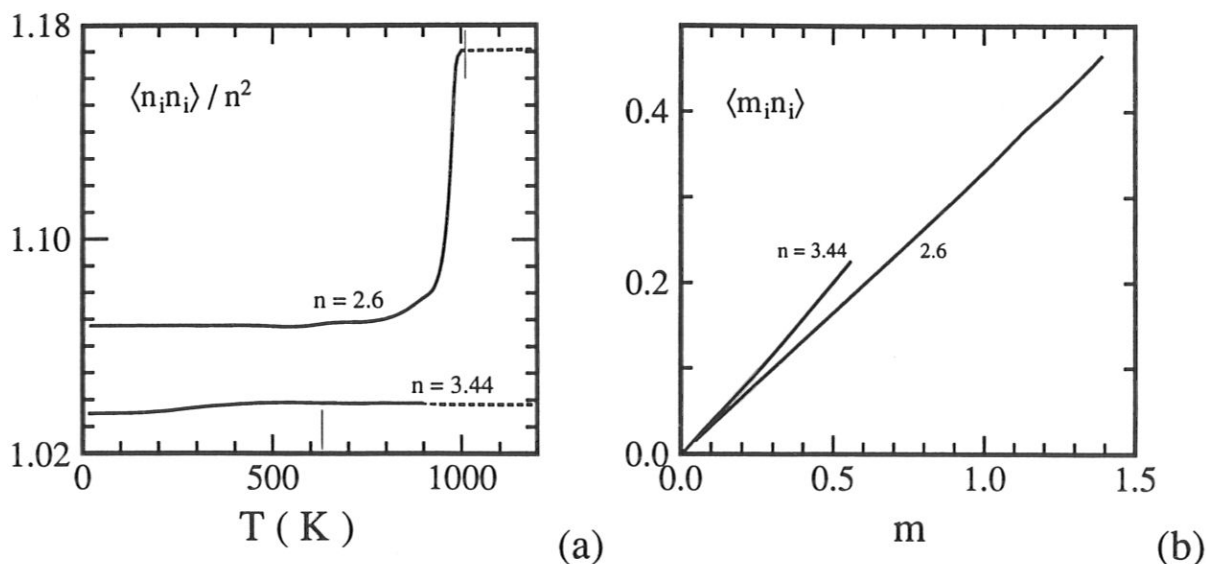 1.18
⟨nᵢnᵢ⟩ / n²
1.10
n = 2.6
n = 3.44
1.02
0
500
1000
T ( K )
(a)
⟨mᵢnᵢ⟩
0.4
n = 3.44
2.6
0.2
0.0
0.0
0.5
1.0
1.5
m
(b)